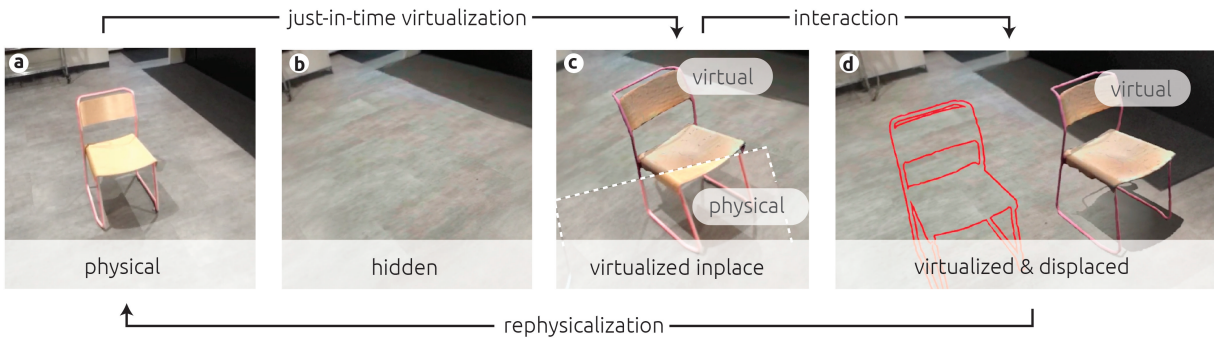 just-in-time virtualization
interaction
a
b
c
d
virtual
virtual
physical
physical
hidden
virtualized inplace
virtualized & displaced
rephysicalization